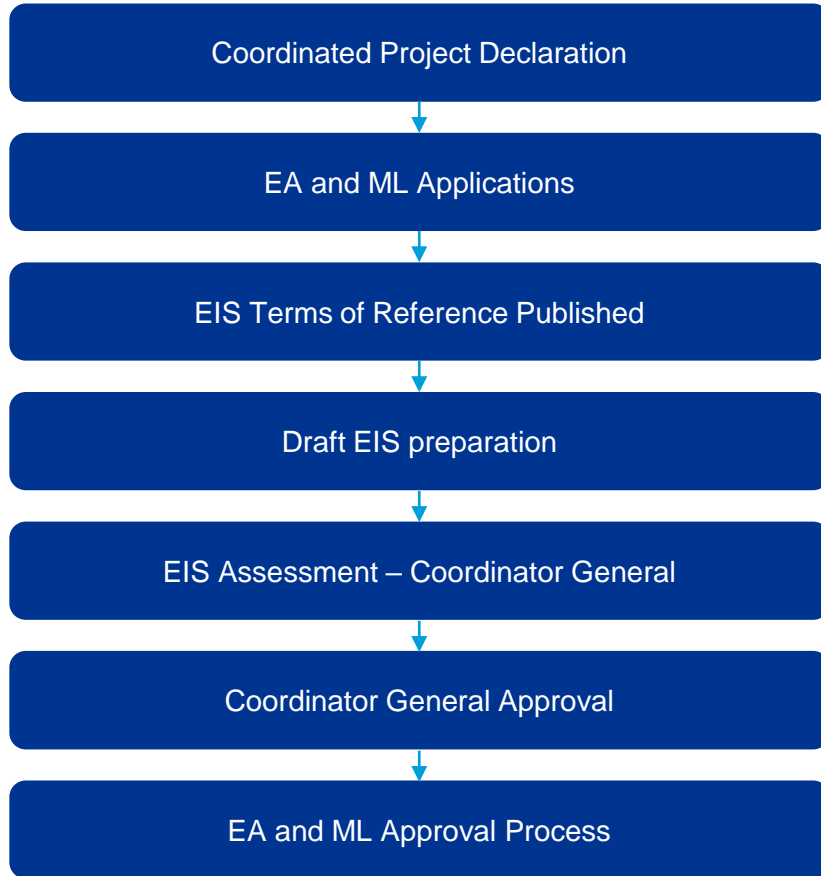 Coordinated Project Declaration
EA and ML Applications
EIS Terms of Reference Published
Draft EIS preparation
EIS Assessment – Coordinator General
Coordinator General Approval
EA and ML Approval Process